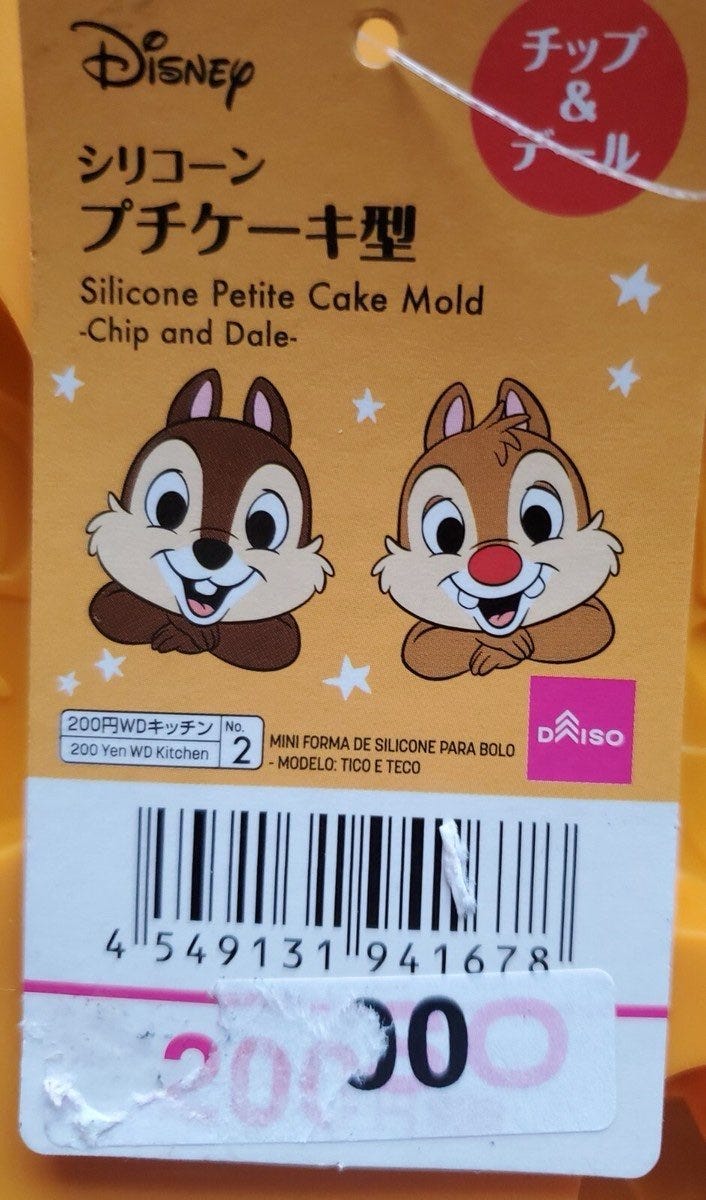 Disney
チップ
&
デール
シリコーン
プチケーキ型
Silicone Petite Cake Mold
-Chip and Dale-
200円WDキッチン
200 Yen WD Kitchen
No.
2
MINI FORMA DE SILICONE PARA BOLO
- MODELO: TICO E TECO
DAISO
4 549131 941678
200
00